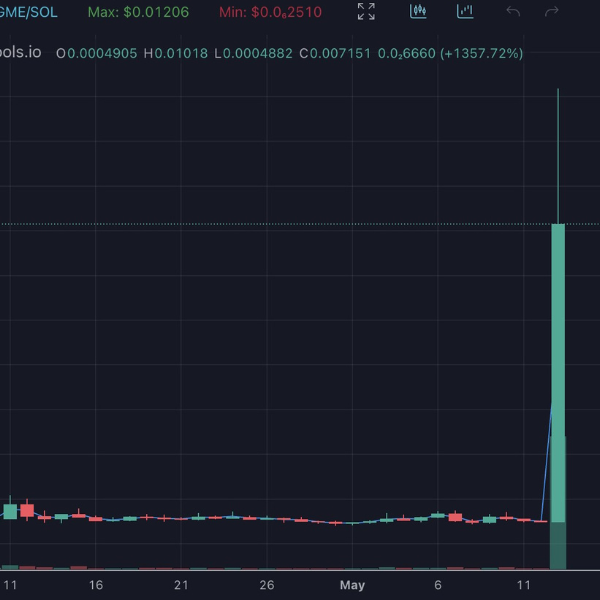 GME/SOL Max: $0.01206 Min: $0.0₆2510
ols.io O0.0004905 H0.01018 L0.0004882 C0.007151 0.0₂6660 (+1357.72%)
11 16 21 26 May 6 11